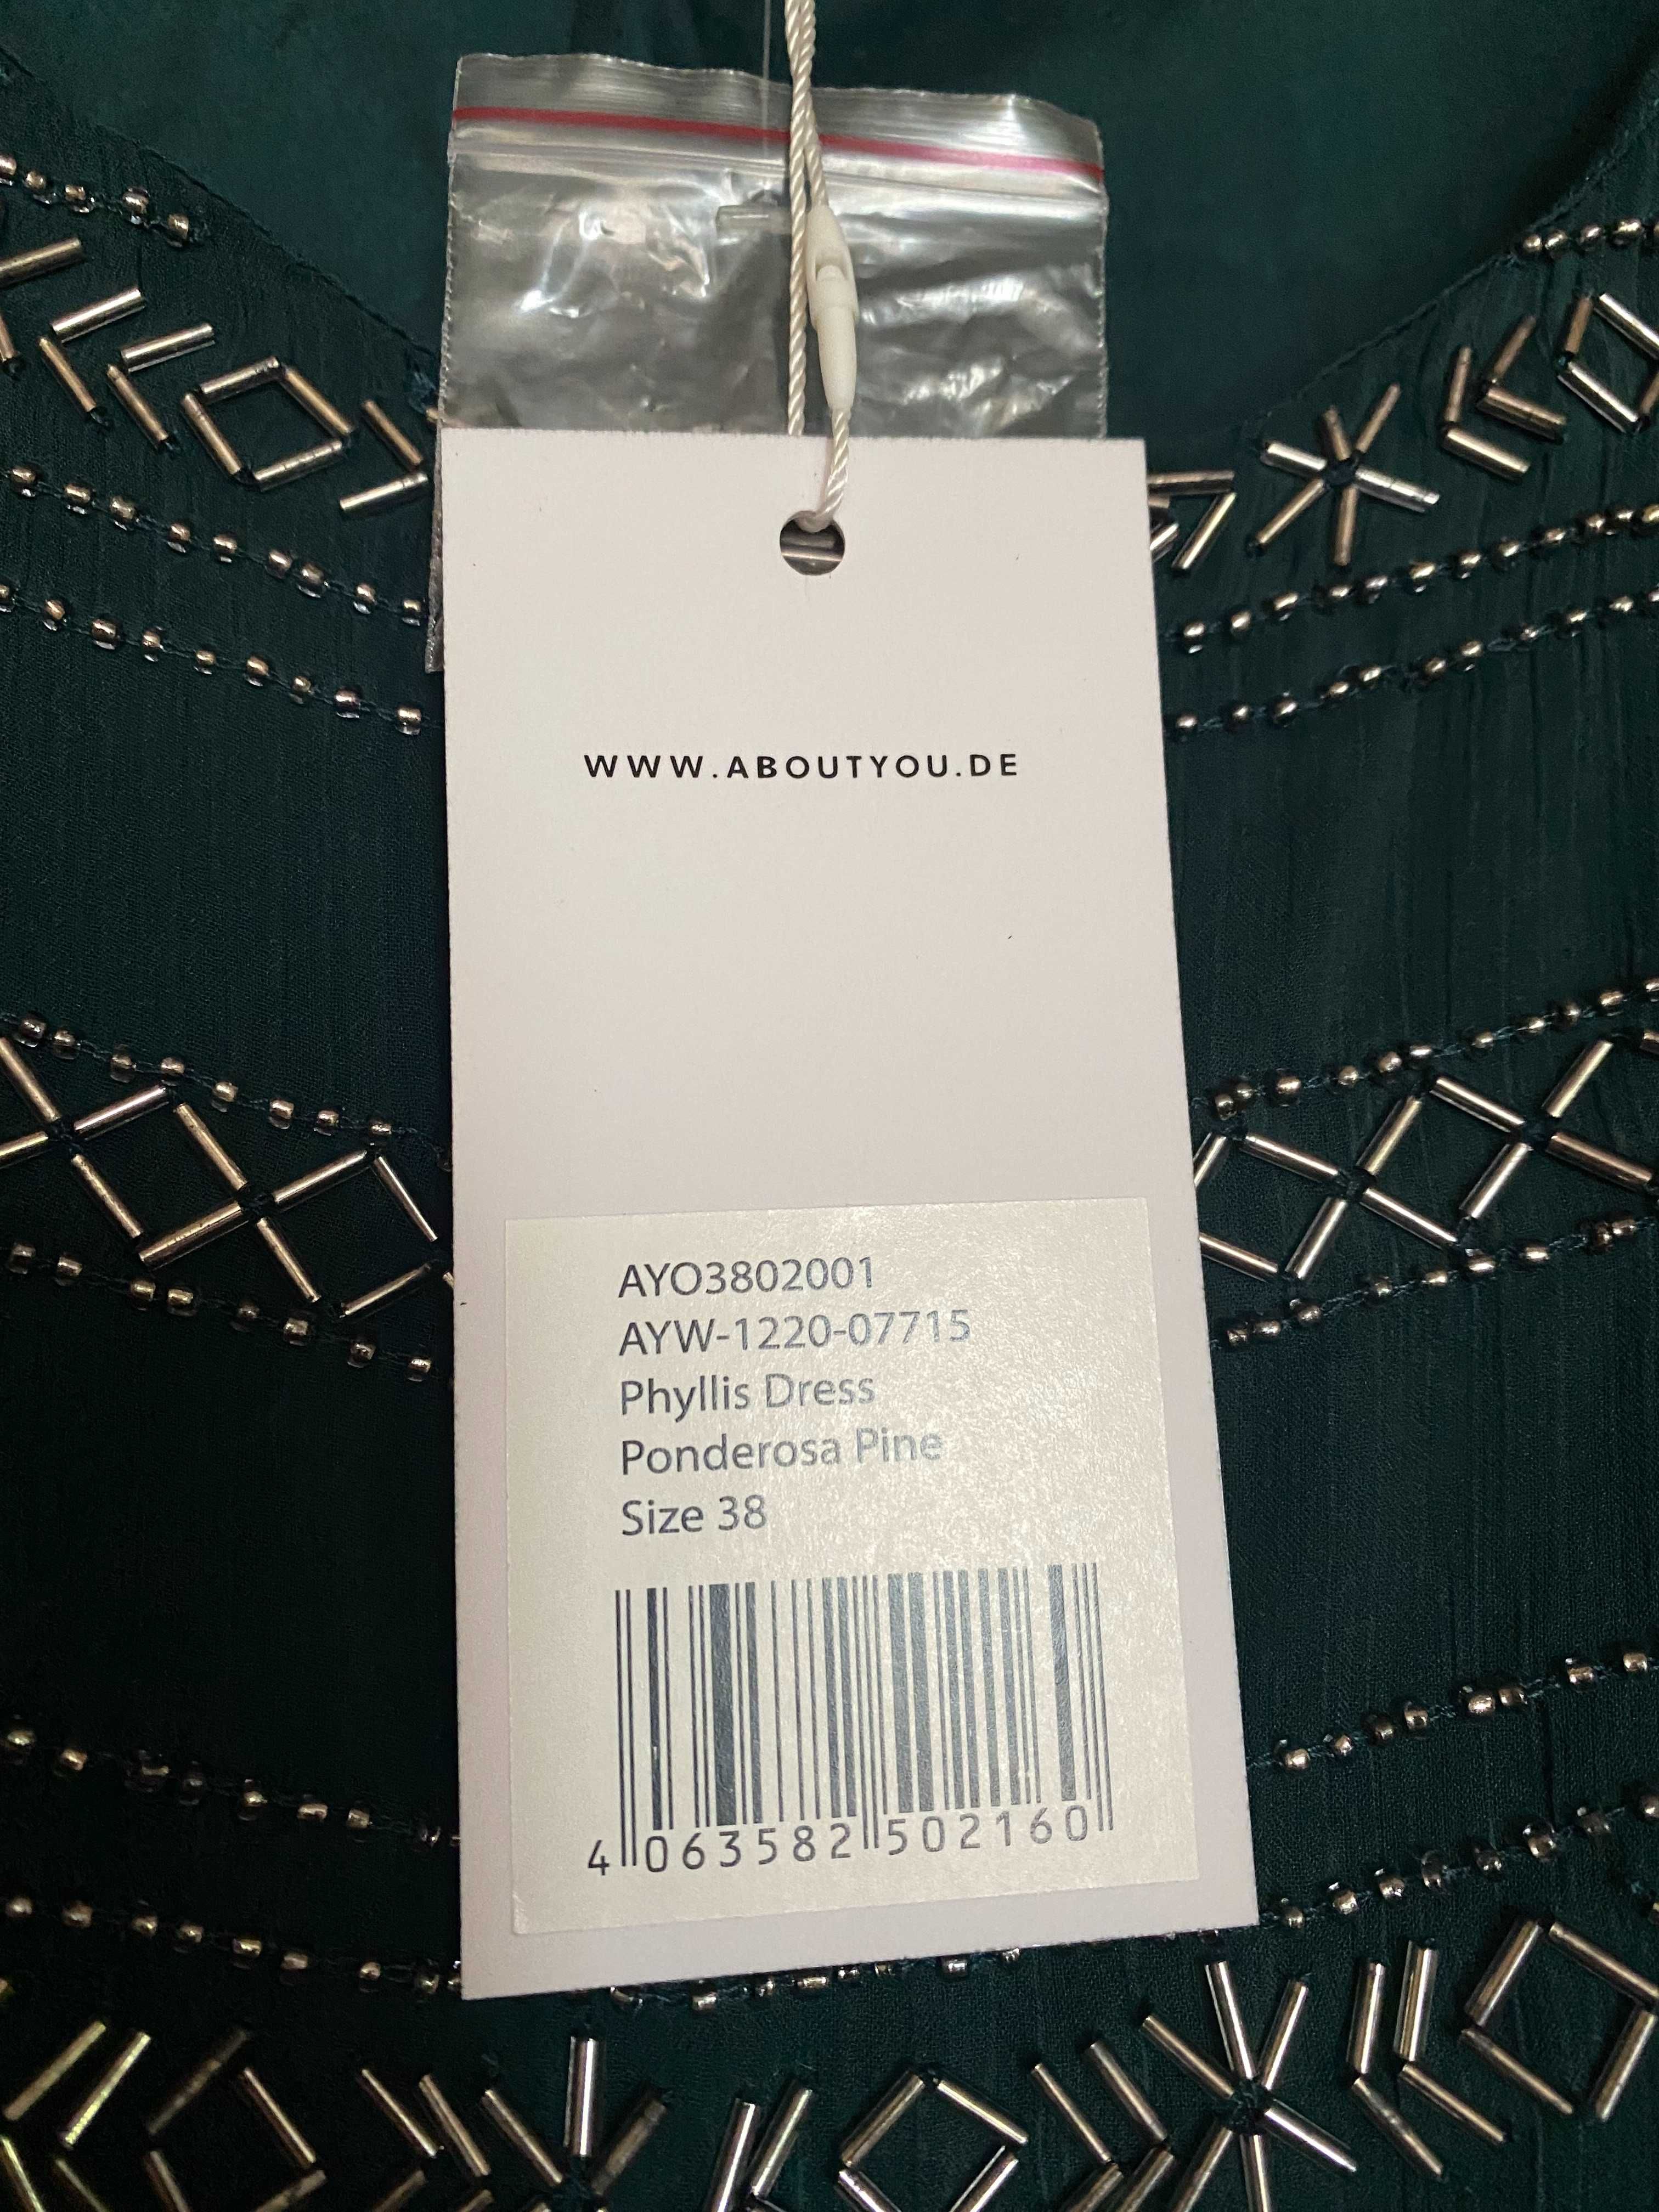 WWW.ABOUTYOU.DE
AYO3802001
AYW-1220-07715
Phyllis Dress
Ponderosa Pine
Size 38
4 063582 502160